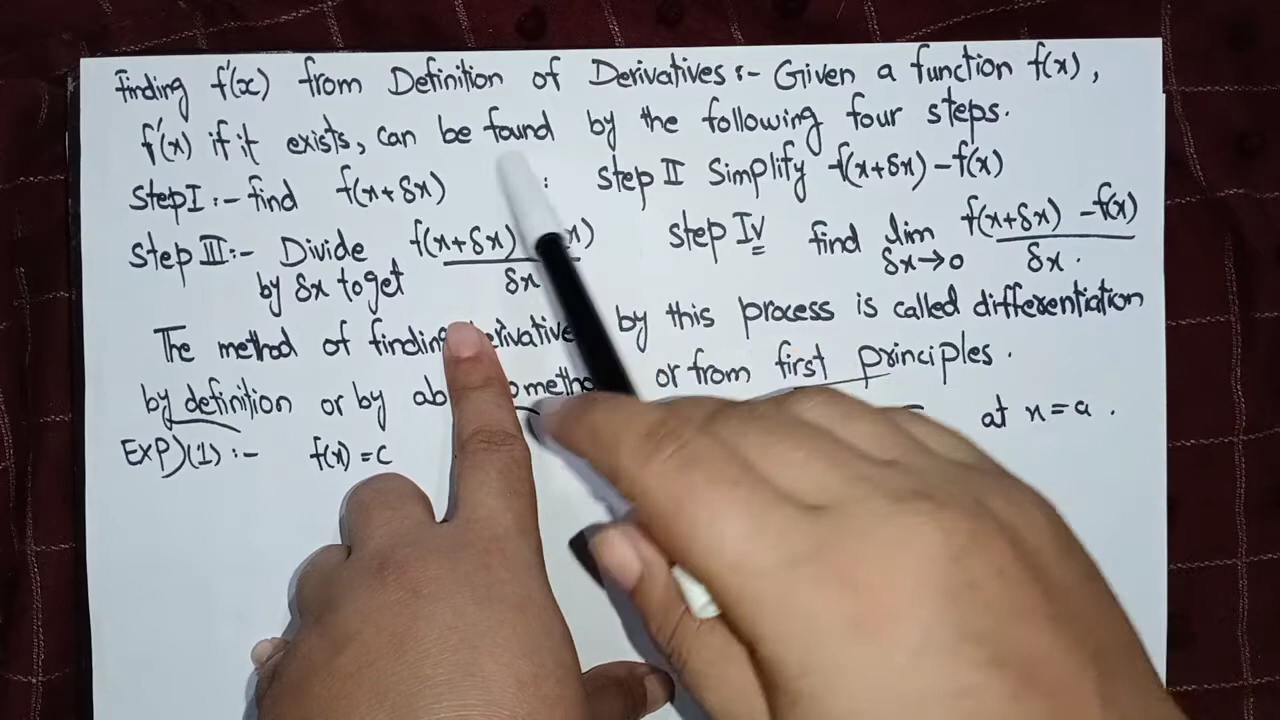 Finding f'(x) from Definition of Derivatives :- Given a function f(x),
f'(x) if it exists, can be found by the following four steps.
Step I :- find f(x+δx) : step II Simplify f(x+δx) - f'(x)
step III :- Divide by δx to get f(x+δx) x) / δx step IV find lim δx→0 f(x+δx) - f(x) / δx .
The method of finding derivative by this process is called differentiation
by definition or by ab metho or from first principles .
at x = a .
EXP)(1) :- f(x) = c